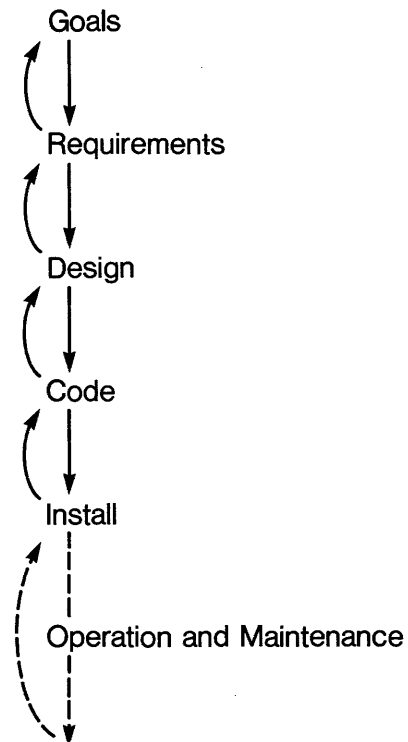 Goals
Requirements
Design
Code
Install
Operation and Maintenance